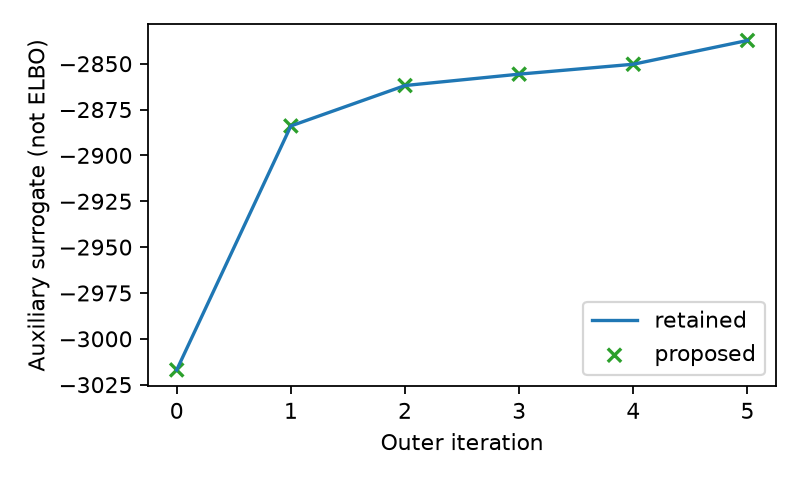 Auxiliary surrogate (not ELBO)
−2850
−2875
−2900
−2925
−2950
−2975
−3000
−3025
retained
proposed
0 1 2 3 4 5
Outer iteration